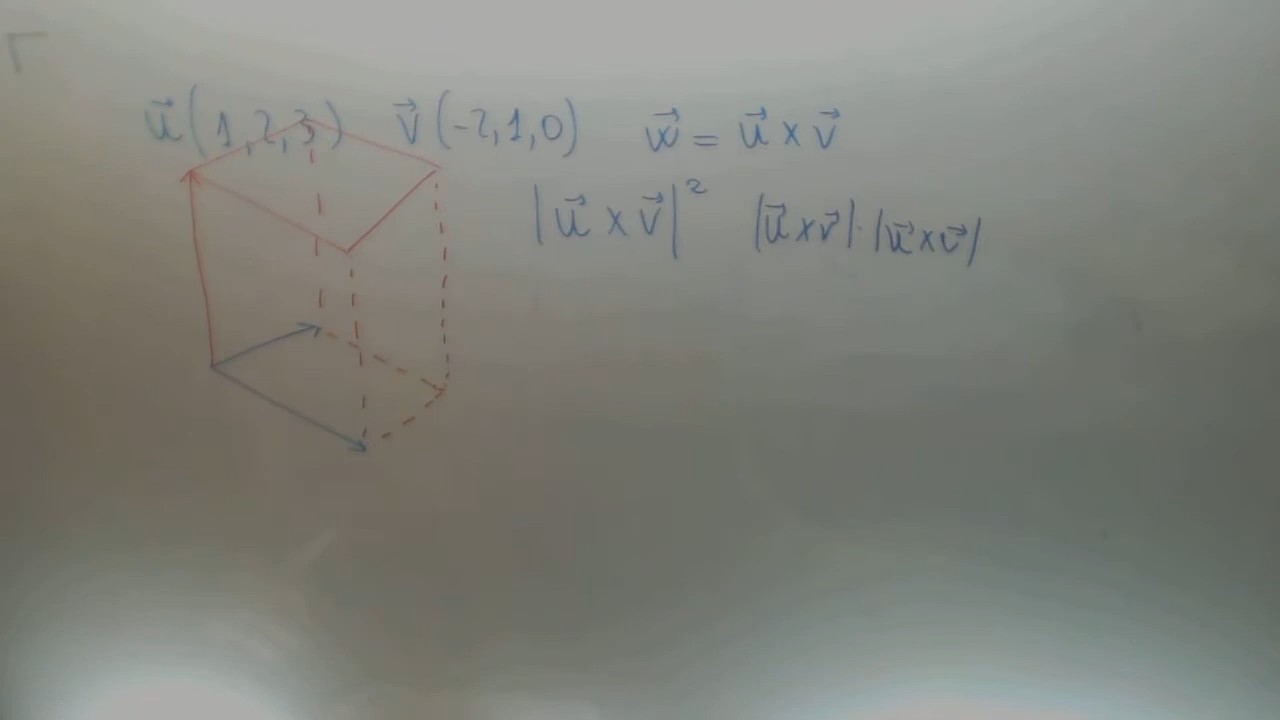 u⃗ (1,2,3) v⃗ (-2,1,0) w⃗ = u⃗ x v⃗
|u⃗ x v⃗|² |u⃗ x v⃗| · |u⃗ x v⃗|